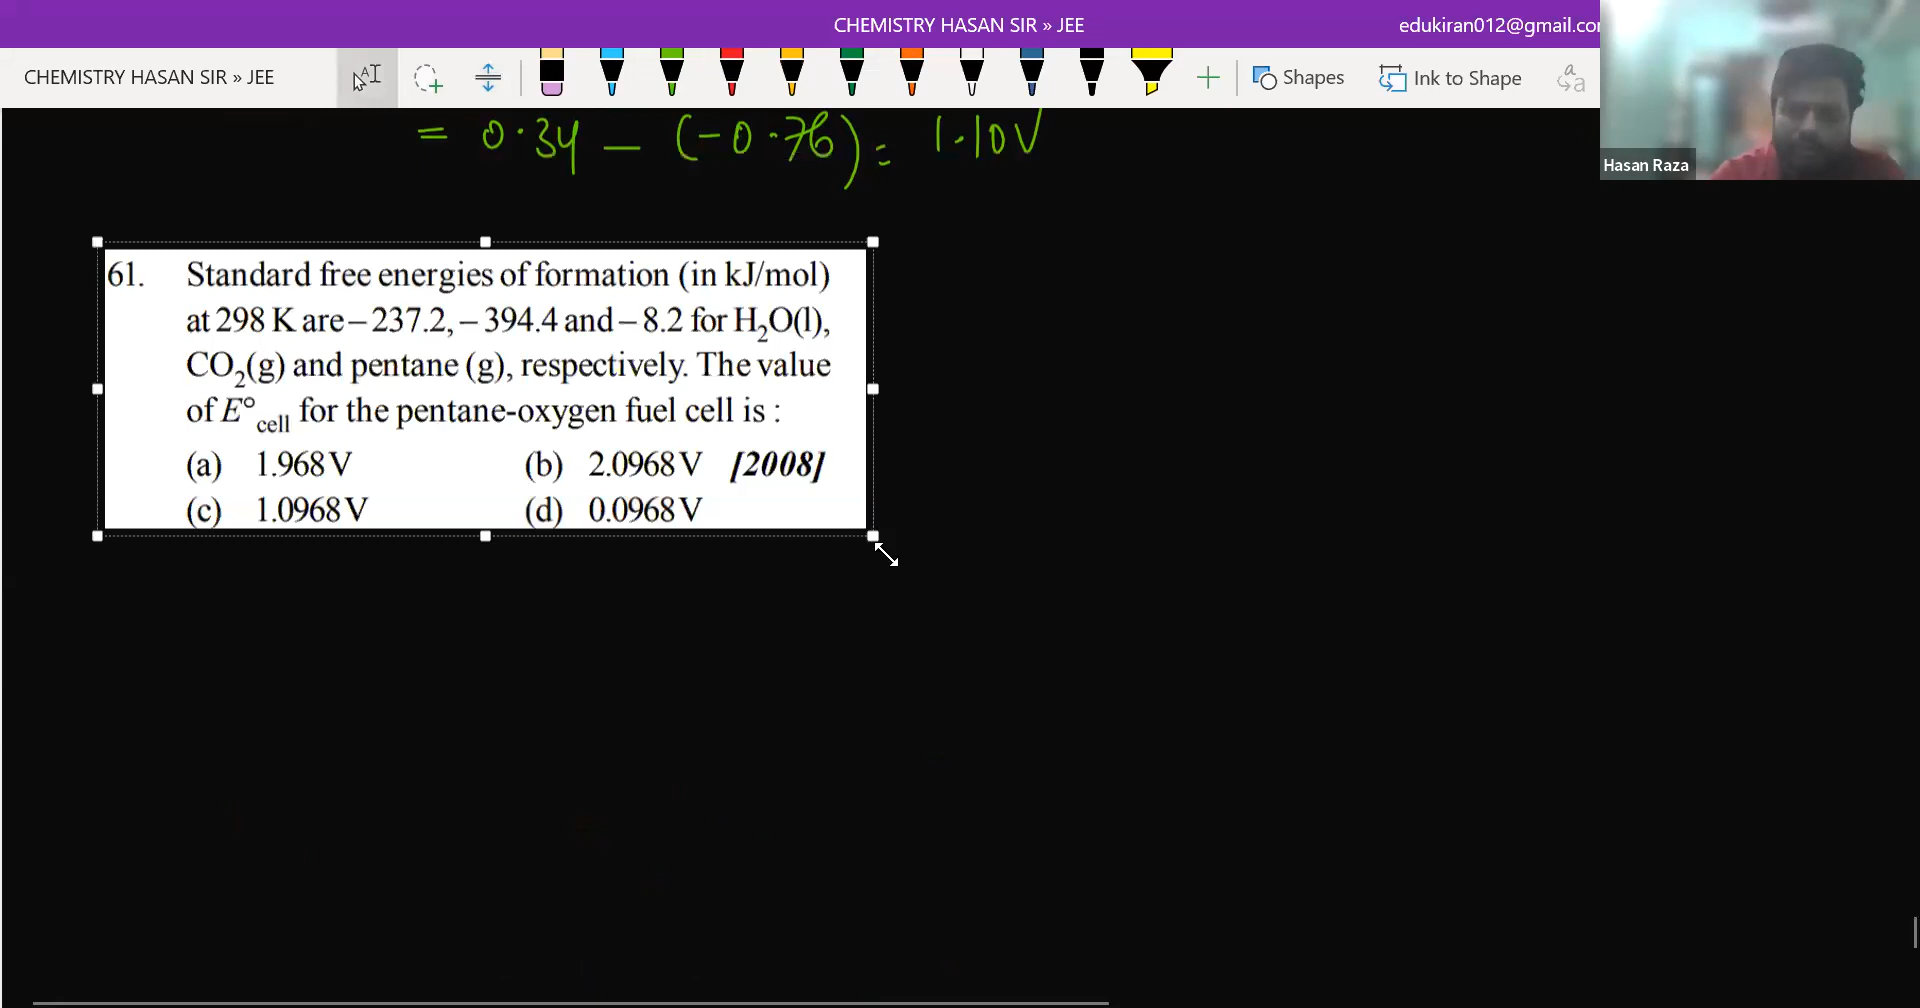 CHEMISTRY HASAN SIR » JEE
edukiran012@gmail.co
CHEMISTRY HASAN SIR » JEE
Shapes
Ink to Shape
Hasan Raza
= 0.34 – (-0.76) = 1.10V
61. Standard free energies of formation (in kJ/mol)
at 298 K are – 237.2, – 394.4 and – 8.2 for H₂O(l),
CO₂(g) and pentane (g), respectively. The value
of E°cell for the pentane-oxygen fuel cell is :
(a) 1.968 V (b) 2.0968 V [2008]
(c) 1.0968 V (d) 0.0968 V